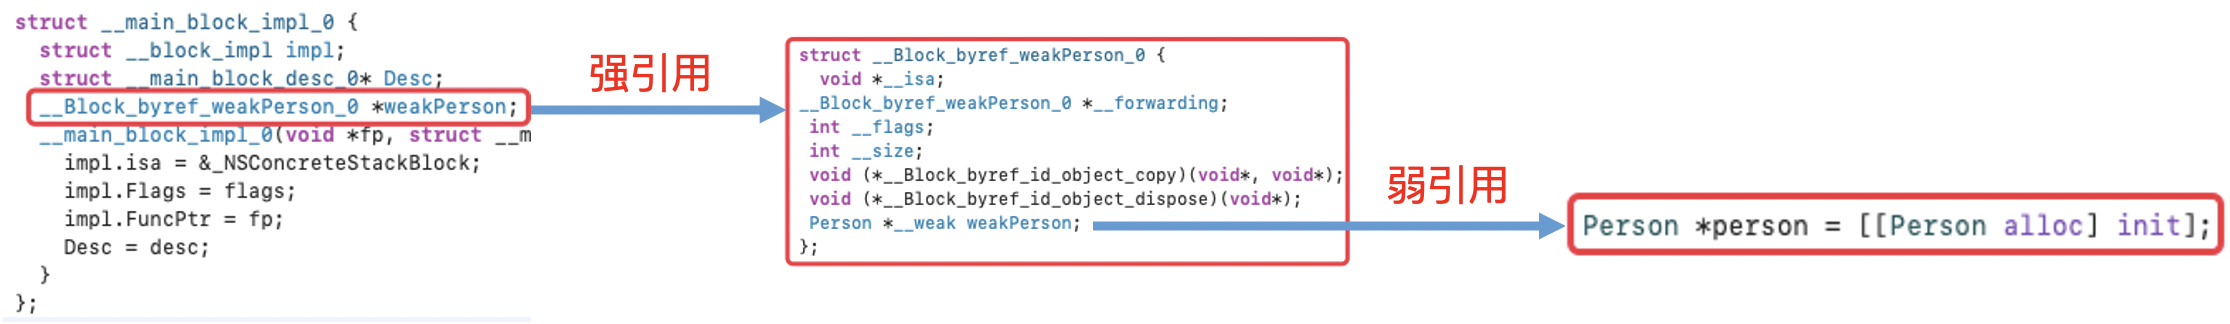 struct __main_block_impl_0 {
struct __block_impl impl;
struct __main_block_desc_0* Desc;
__Block_byref_weakPerson_0 *weakPerson;
__main_block_impl_0(void *fp, struct __m
impl.isa = &_NSConcreteStackBlock;
impl.Flags = flags;
impl.FuncPtr = fp;
Desc = desc;
}
};
强引用
struct __Block_byref_weakPerson_0 {
void *__isa;
__Block_byref_weakPerson_0 *__forwarding;
int __flags;
int __size;
void (*__Block_byref_id_object_copy)(void*, void*);
void (*__Block_byref_id_object_dispose)(void*);
Person *__weak weakPerson;
};
弱引用
Person *person = [[Person alloc] init];